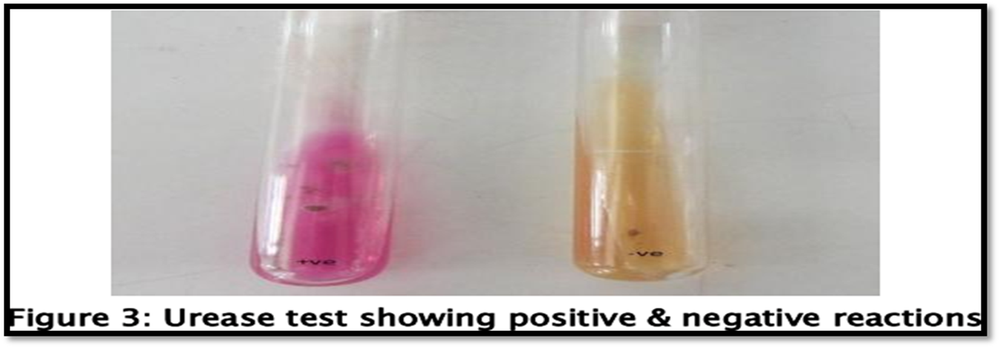 +ve
-ve
Figure 3: Urease test showing positive & negative reactions